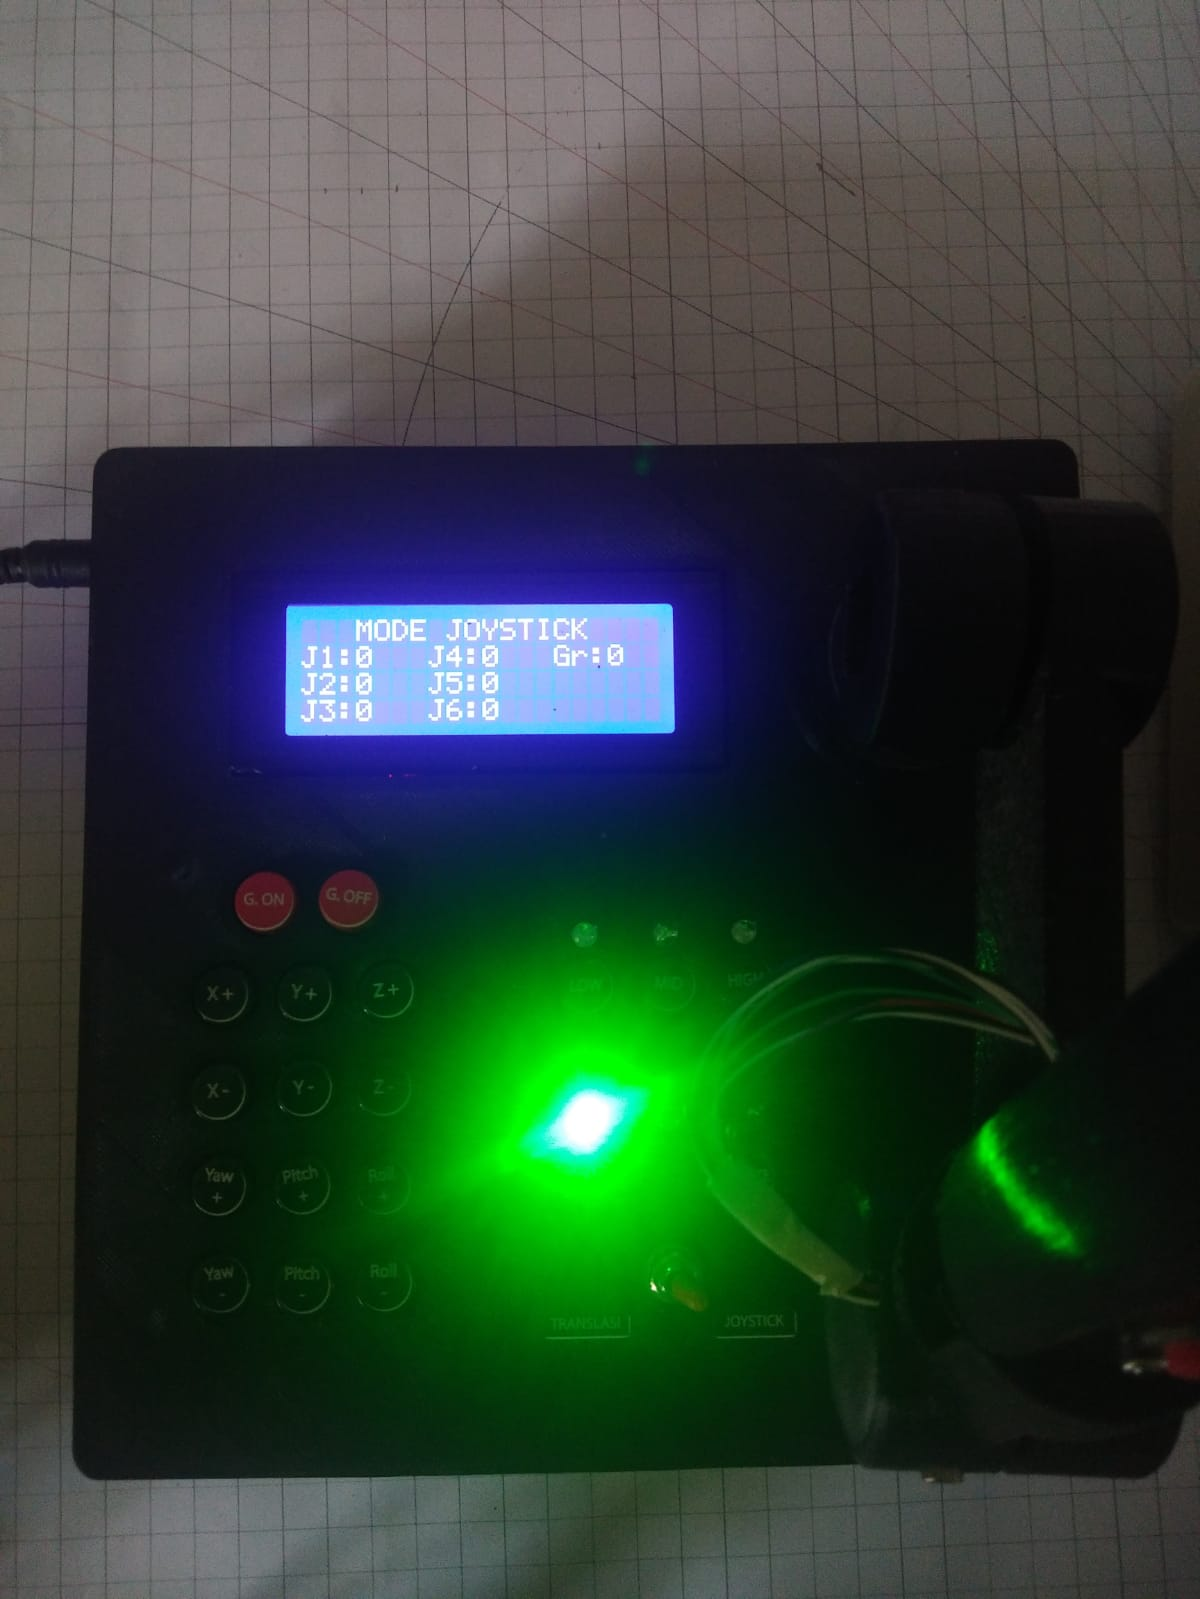 MODE JOYSTICK
J1:0 J4:0 Gr:0
J2:0 J5:0
J3:0 J6:0
G. ON G. OFF
LOW MID HIGH
X+ Y+ Z+
X- Y- Z-
Yaw + Pitch + Roll +
Yaw - Pitch - Roll -
TRANSLASI JOYSTICK